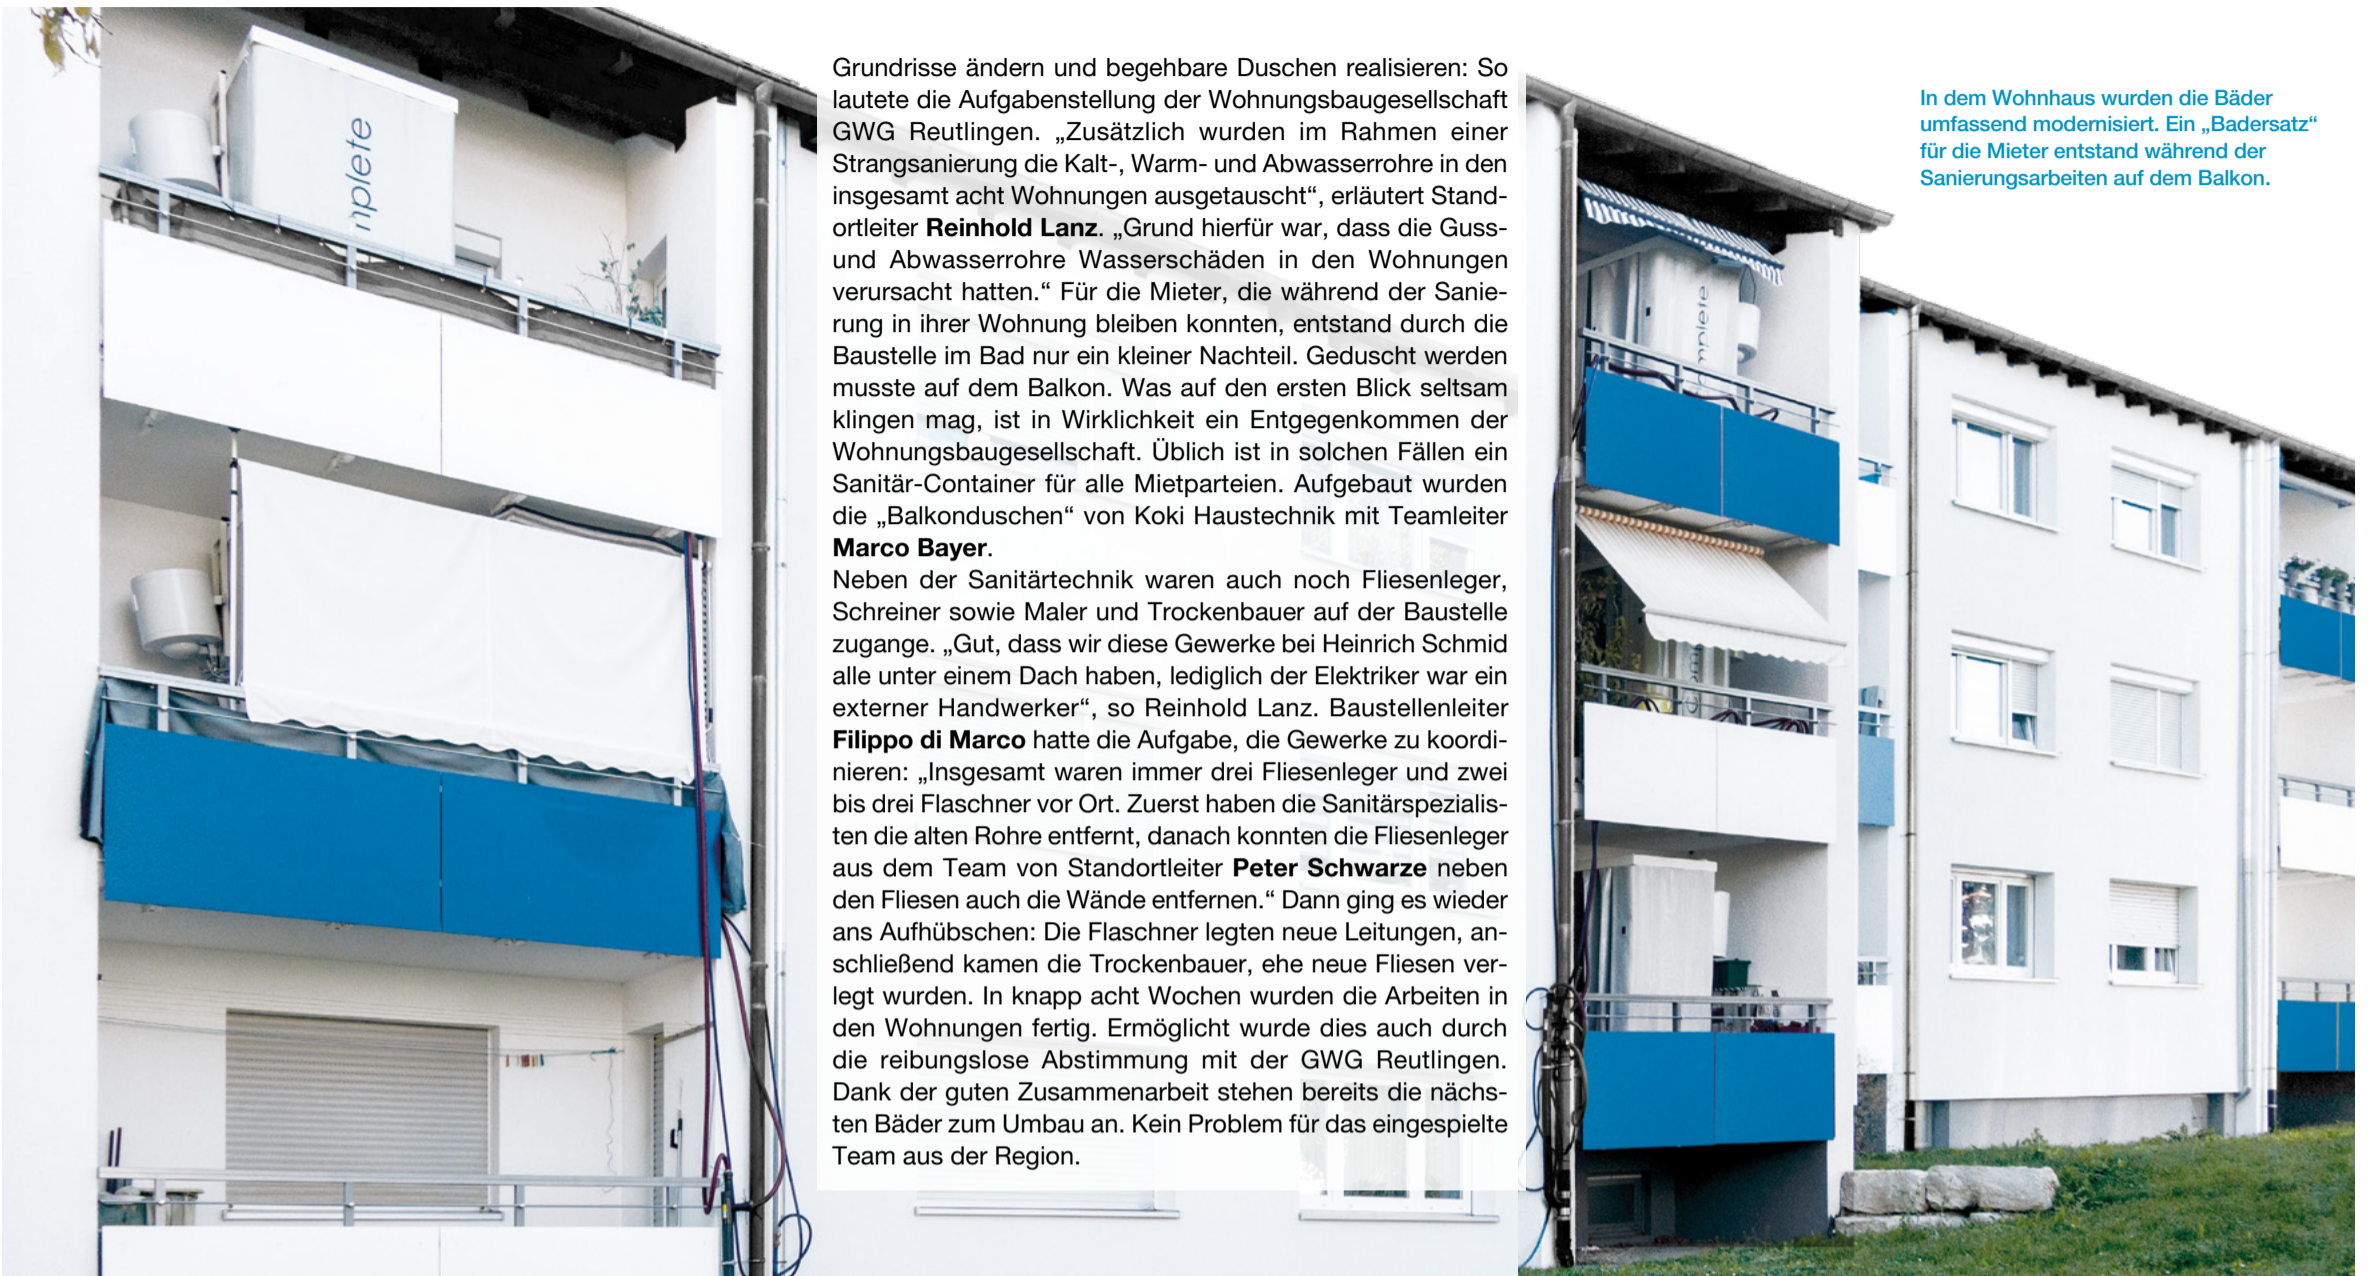 Grundrisse ändern und begehbare Duschen realisieren: So
lautete die Aufgabenstellung der Wohnungsbaugesellschaft
GWG Reutlingen. „Zusätzlich wurden im Rahmen einer
Strangsanierung die Kalt-, Warm- und Abwasserrohre in den
insgesamt acht Wohnungen ausgetauscht“, erläutert Stand-
ortleiter Reinhold Lanz. „Grund hierfür war, dass die Guss-
und Abwasserrohre Wasserschäden in den Wohnungen
verursacht hatten.“ Für die Mieter, die während der Sanie-
rung in ihrer Wohnung bleiben konnten, entstand durch die
Baustelle im Bad nur ein kleiner Nachteil. Geduscht werden
musste auf dem Balkon. Was auf den ersten Blick seltsam
klingen mag, ist in Wirklichkeit ein Entgegenkommen der
Wohnungsbaugesellschaft. Üblich ist in solchen Fällen ein
Sanitär-Container für alle Mietparteien. Aufgebaut wurden
die „Balkonduschen“ von Koki Haustechnik mit Teamleiter
Marco Bayer.
Neben der Sanitärtechnik waren auch noch Fliesenleger,
Schreiner sowie Maler und Trockenbauer auf der Baustelle
zugange. „Gut, dass wir diese Gewerke bei Heinrich Schmid
alle unter einem Dach haben, lediglich der Elektriker war ein
externer Handwerker“, so Reinhold Lanz. Baustellenleiter
Filippo di Marco hatte die Aufgabe, die Gewerke zu koordi-
nieren: „Insgesamt waren immer drei Fliesenleger und zwei
bis drei Flaschner vor Ort. Zuerst haben die Sanitärspezialis-
ten die alten Rohre entfernt, danach konnten die Fliesenleger
aus dem Team von Standortleiter Peter Schwarze neben
den Fliesen auch die Wände entfernen.“ Dann ging es wieder
ans Aufhübschen: Die Flaschner legten neue Leitungen, an-
schließend kamen die Trockenbauer, ehe neue Fliesen ver-
legt wurden. In knapp acht Wochen wurden die Arbeiten in
den Wohnungen fertig. Ermöglicht wurde dies auch durch
die reibungslose Abstimmung mit der GWG Reutlingen.
Dank der guten Zusammenarbeit stehen bereits die nächs-
ten Bäder zum Umbau an. Kein Problem für das eingespielte
Team aus der Region.
In dem Wohnhaus wurden die Bäder
umfassend modernisiert. Ein „Badersatz“
für die Mieter entstand während der
Sanierungsarbeiten auf dem Balkon.
mplete
mplete